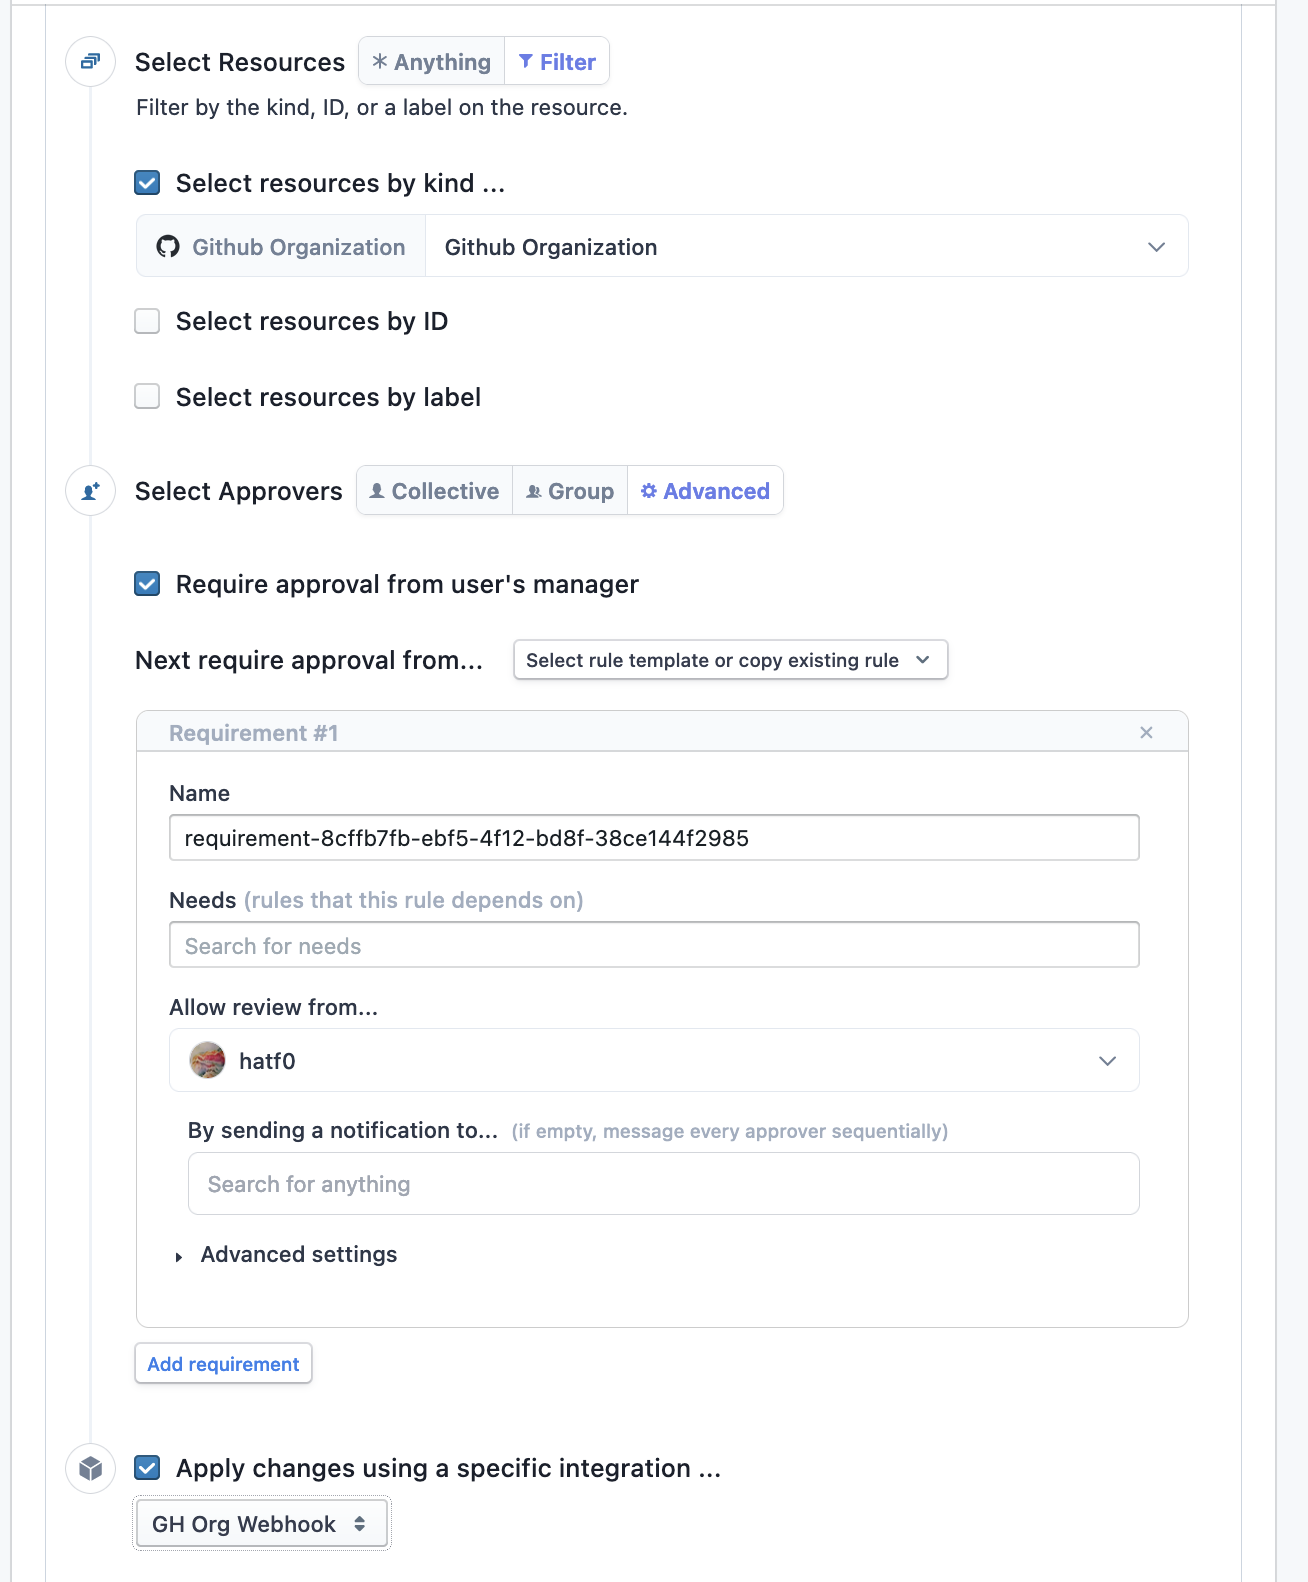 Select Resources
Anything
Filter
Filter by the kind, ID, or a label on the resource.
Select resources by kind ...
Github Organization
Github Organization
Select resources by ID
Select resources by label
Select Approvers
Collective
Group
Advanced
Require approval from user's manager
Next require approval from...
Select rule template or copy existing rule
Requirement #1
Name
requirement-8cffb7fb-ebf5-4f12-bd8f-38ce144f2985
Needs (rules that this rule depends on)
Search for needs
Allow review from...
hatf0
By sending a notification to... (if empty, message every approver sequentially)
Search for anything
Advanced settings
Add requirement
Apply changes using a specific integration ...
GH Org Webhook